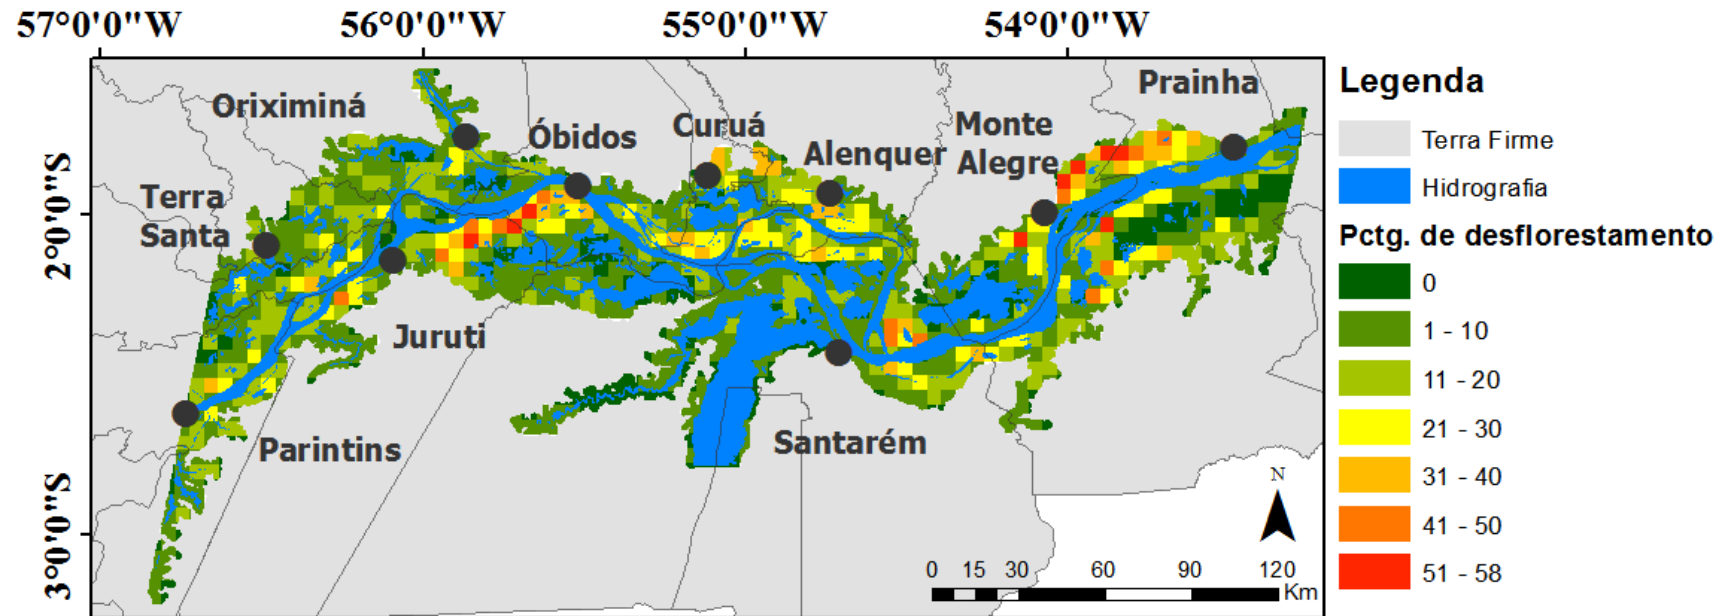 57°0'0"W 56°0'0"W 55°0'0"W 54°0'0"W
2°0'0"S
3°0'0"S
Prainha
Oriximiná
Óbidos
Curuá
Monte
Alegre
Alenquer
Terra
Santa
Juruti
Parintins
Santarém
N
0 15 30 60 90 120
Km
Legenda
Terra Firme
Hidrografia
Pctg. de desflorestamento
0
1 - 10
11 - 20
21 - 30
31 - 40
41 - 50
51 - 58